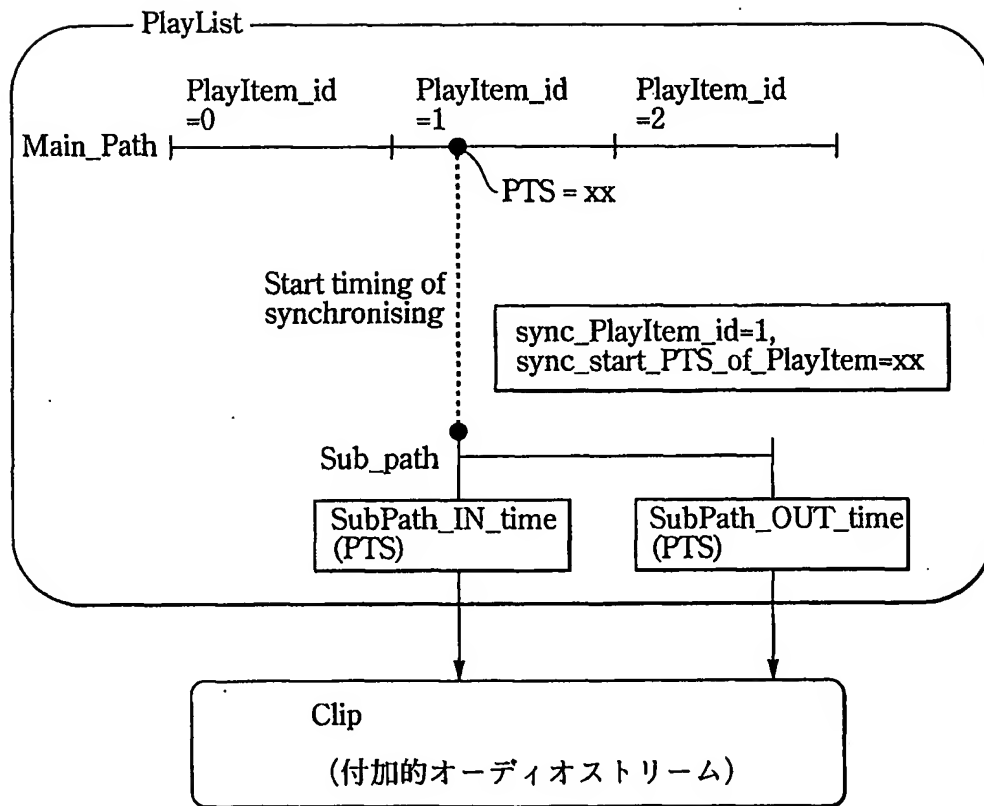 PlayList
PlayItem_id
=0
PlayItem_id
=1
PlayItem_id
=2
Main_Path
PTS = xx
Start timing of
synchronising
sync_PlayItem_id=1,
sync_start_PTS_of_PlayItem=xx
Sub_path
SubPath_IN_time
(PTS)
SubPath_OUT_time
(PTS)
Clip
(付加的オーディオストリーム)